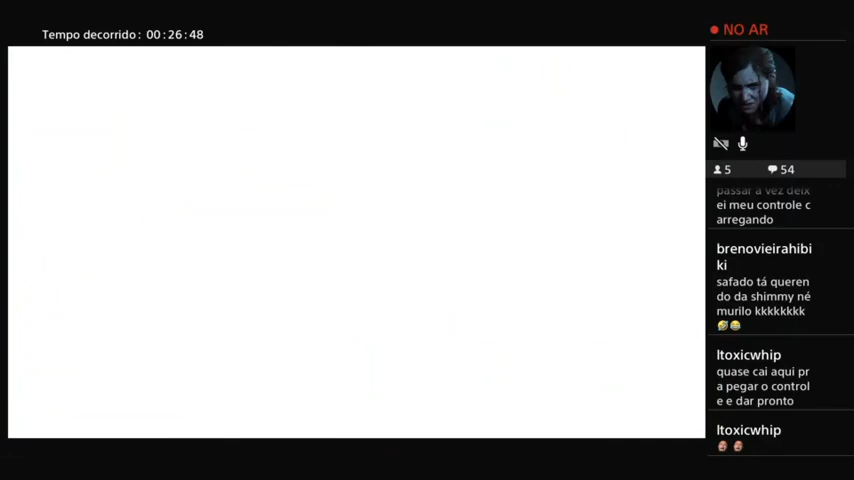 Tempo decorrido: 00:26:48
NO AR
5 54
passar a vez deix
ei meu controle c
arregando
brenovieirahibi
ki
safado tá queren
do da shimmy né
murilo kkkkkkkk
ltoxicwhip
quase cai aqui pr
a pegar o control
e e dar pronto
ltoxicwhip